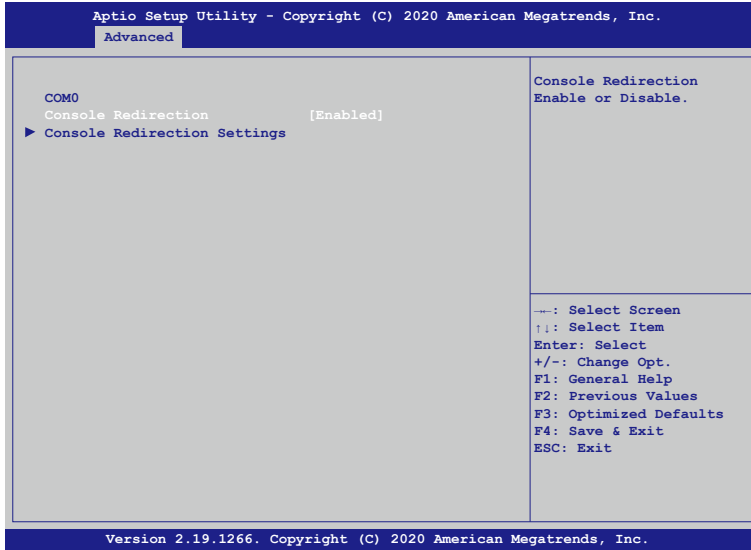 Aptio Setup Utility - Copyright (C) 2020 American Megatrends, Inc.
Advanced
COM0
Console Redirection [Enabled]
▶ Console Redirection Settings
Console Redirection
Enable or Disable.
→←: Select Screen
↑↓: Select Item
Enter: Select
+/-: Change Opt.
F1: General Help
F2: Previous Values
F3: Optimized Defaults
F4: Save & Exit
ESC: Exit
Version 2.19.1266. Copyright (C) 2020 American Megatrends, Inc.